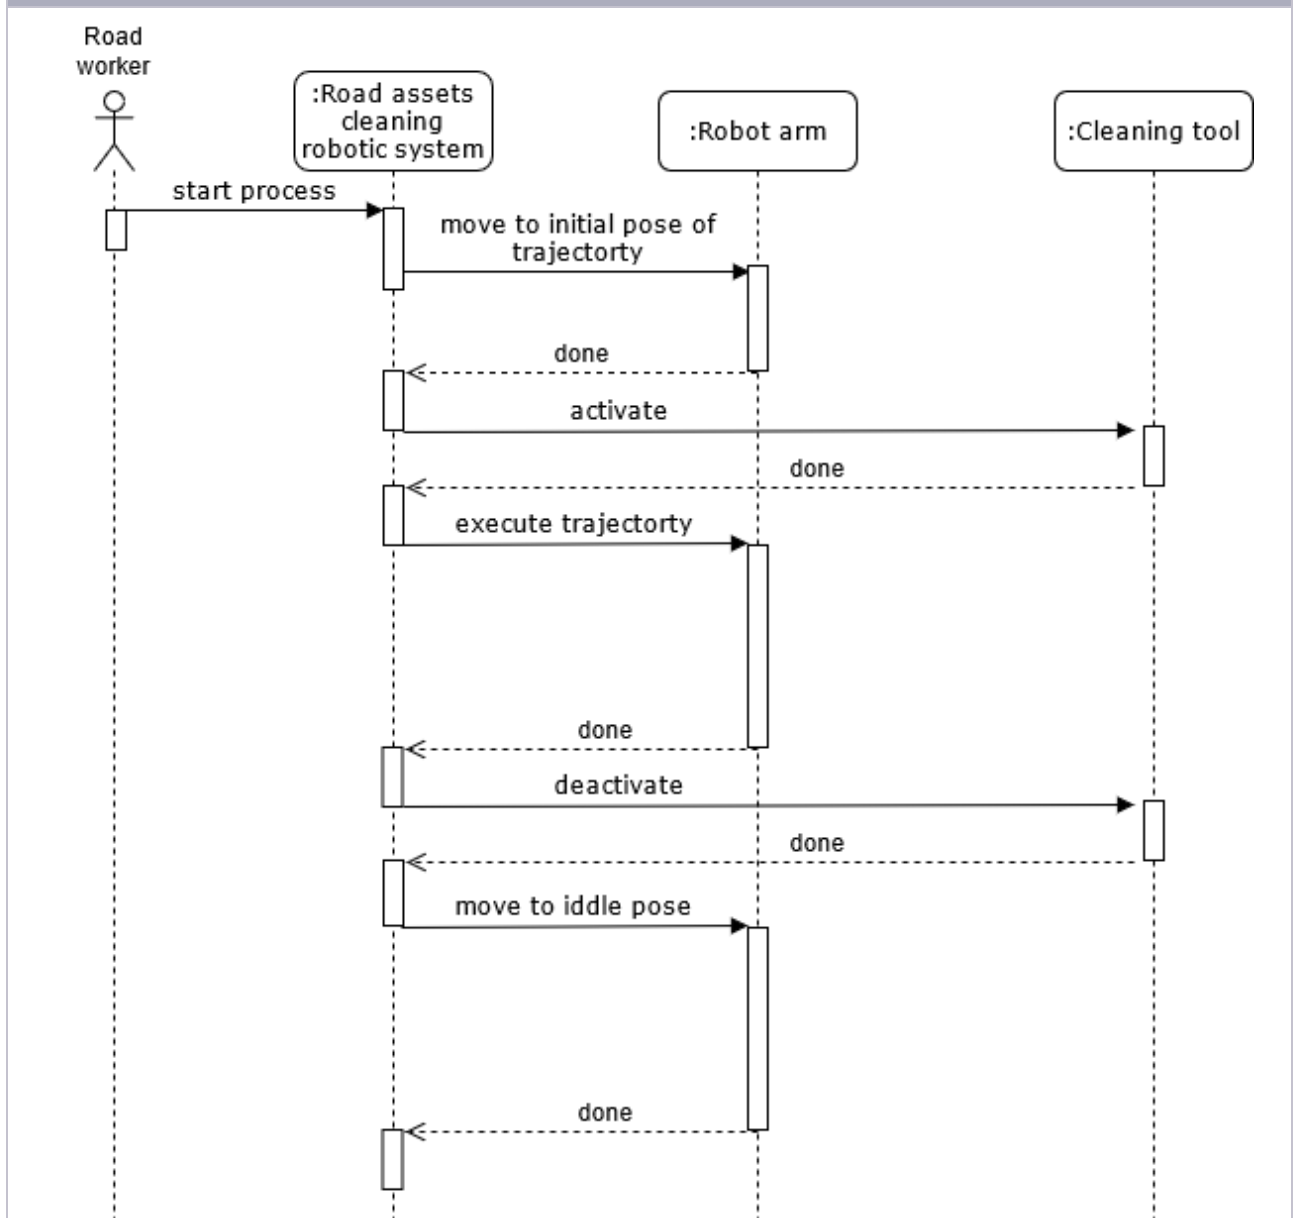 Road
worker
:Road assets
cleaning
robotic system
:Robot arm
:Cleaning tool
start process
move to initial pose of
trajectorty
done
activate
done
execute trajectorty
done
deactivate
done
move to iddle pose
done